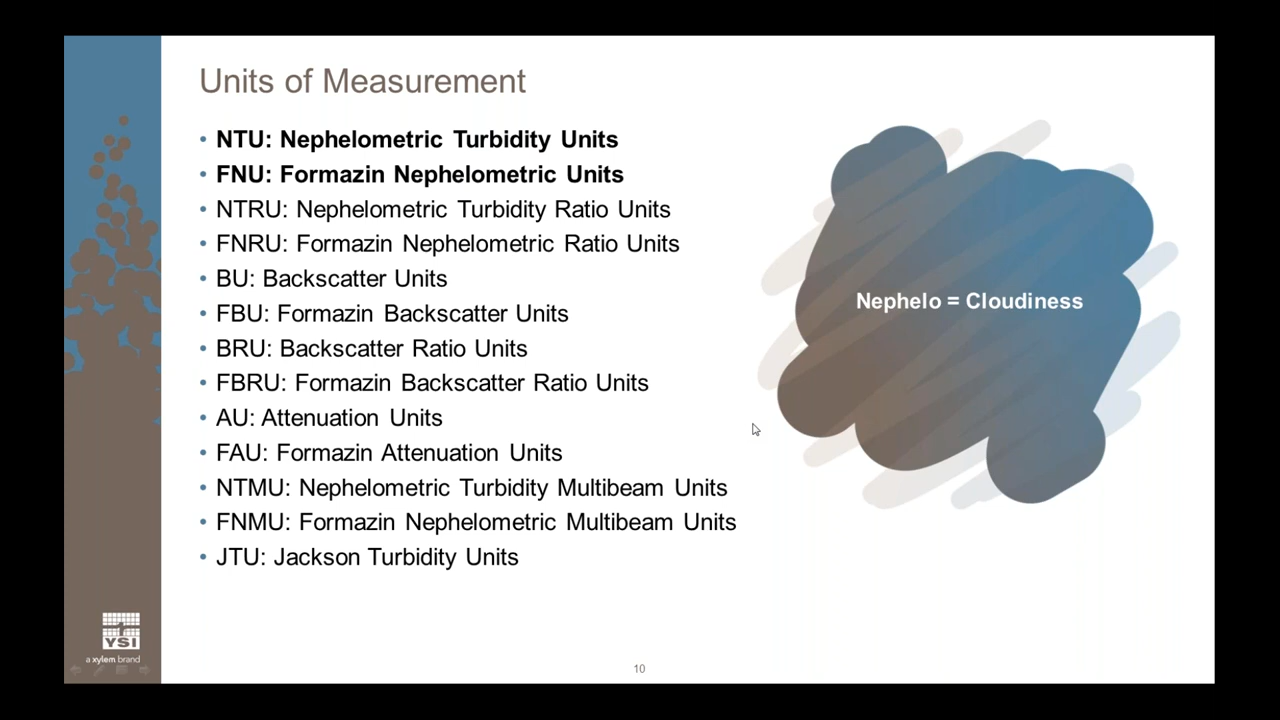 Units of Measurement
• NTU: Nephelometric Turbidity Units
• FNU: Formazin Nephelometric Units
• NTRU: Nephelometric Turbidity Ratio Units
• FNRU: Formazin Nephelometric Ratio Units
• BU: Backscatter Units
• FBU: Formazin Backscatter Units
• BRU: Backscatter Ratio Units
• FBRU: Formazin Backscatter Ratio Units
• AU: Attenuation Units
• FAU: Formazin Attenuation Units
• NTMU: Nephelometric Turbidity Multibeam Units
• FNMU: Formazin Nephelometric Multibeam Units
• JTU: Jackson Turbidity Units
Nephelo = Cloudiness
YSI
a xylem brand
10